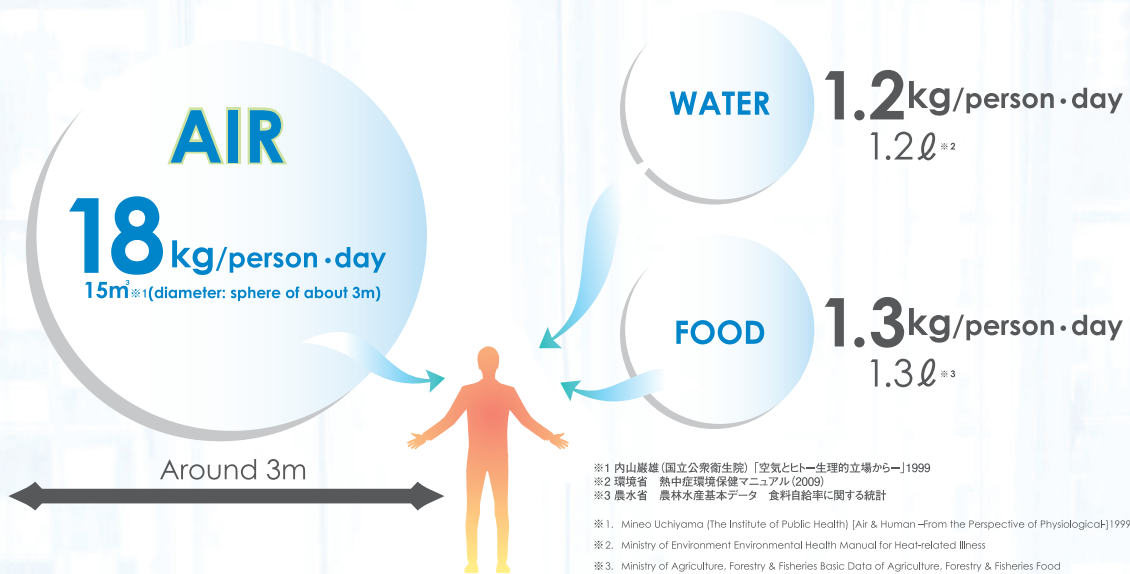 AIR
18kg/person・day
15m³※1(diameter: sphere of about 3m)
Around 3m
WATER
1.2kg/person・day
1.2ℓ※2
FOOD
1.3kg/person・day
1.3ℓ※3
※1 内山巌雄(国立公衆衛生院)「空気とヒトー生理的立場からー」1999
※2 環境省 熱中症環境保健マニュアル(2009)
※3 農水省 農林水産基本データ 食料自給率に関する統計
※1. Mineo Uchiyama (The Institute of Public Health) [Air & Human –From the Perspective of Physiological-]1999
※2. Ministry of Environment Environmental Health Manual for Heat-related Illness
※3. Ministry of Agriculture, Forestry & Fisheries Basic Data of Agriculture, Forestry & Fisheries Food